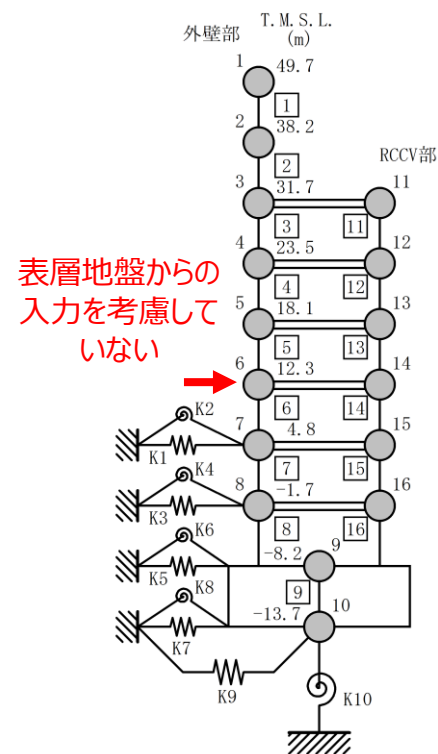 外壁部 T.M.S.L.
(m)
1 49.7
1
2 38.2
2
RCCV部
3 31.7 11
3 11
4 23.5 12
4 12
表層地盤からの
入力を考慮して
いない
5 18.1 13
5 13
6 12.3 14
6 14
K2
7 4.8 15
K1
7 15
K4
8 -1.7 16
K3
8 16
K6
-8.2 9
K5
K8
9
-13.7 10
K7
K9
K10